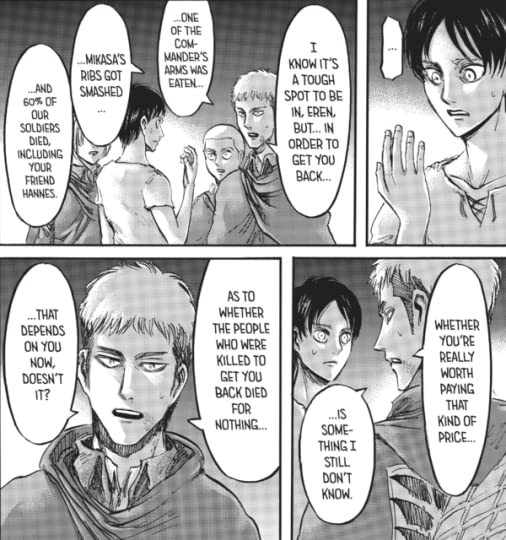 ...
I
KNOW IT'S
A TOUGH
SPOT TO BE
IN, EREN,
BUT... IN
ORDER TO
GET YOU
BACK...
...ONE
OF THE
COM-
MANDER'S
ARMS WAS
EATEN...
...MIKASA'S
RIBS GOT
SMASHED
...
...AND
60% OF
OUR
SOLDIERS
DIED,
INCLUDING
YOUR
FRIEND
HANNES.
WHETHER
YOU'RE
REALLY
WORTH
PAYING
THAT
KIND OF
PRICE...
...IS
SOME-
THING I
STILL
DON'T
KNOW.
AS TO
WHETHER
THE PEOPLE
WHO WERE
KILLED TO
GET YOU
BACK DIED
FOR
NOTHING...
...THAT
DEPENDS
ON YOU
NOW,
DOESN'T
IT?